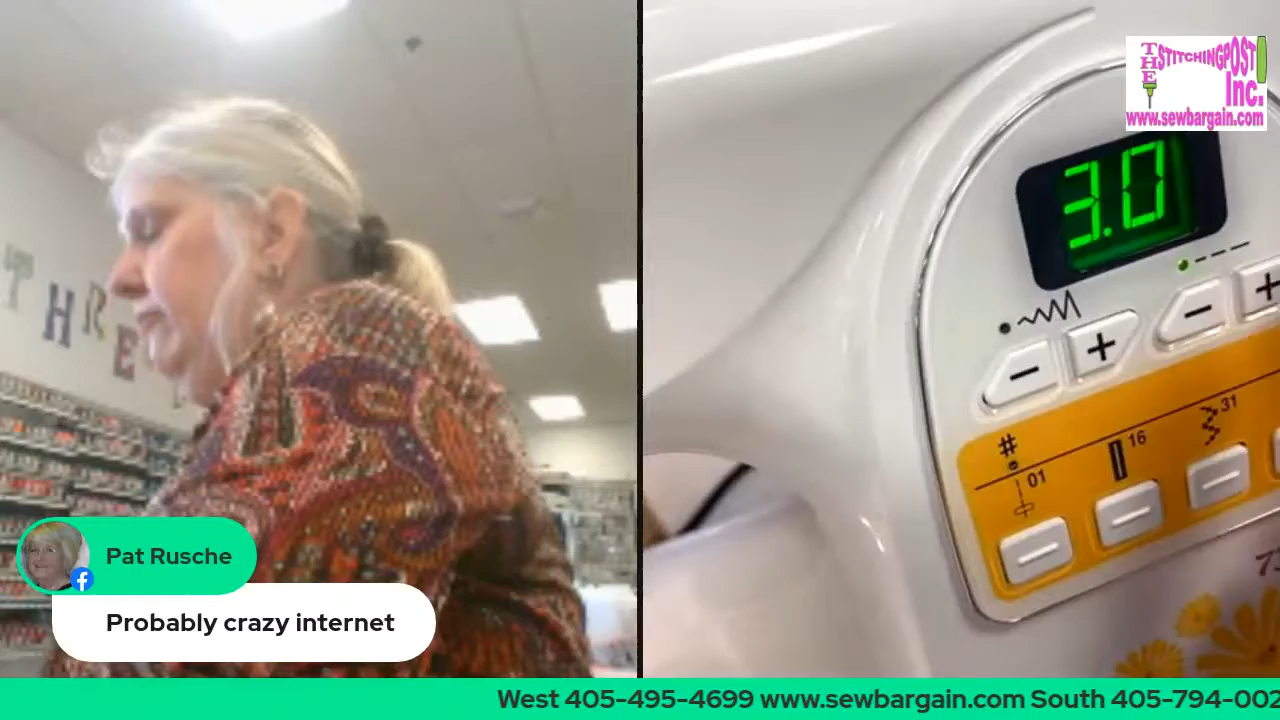 THRE
THE
STITCHINGPOST
Inc.
www.sewbargain.com
3.0
- + - +
#
01 16 31
Pat Rusche
Probably crazy internet
West 405-495-4699 www.sewbargain.com South 405-794-002